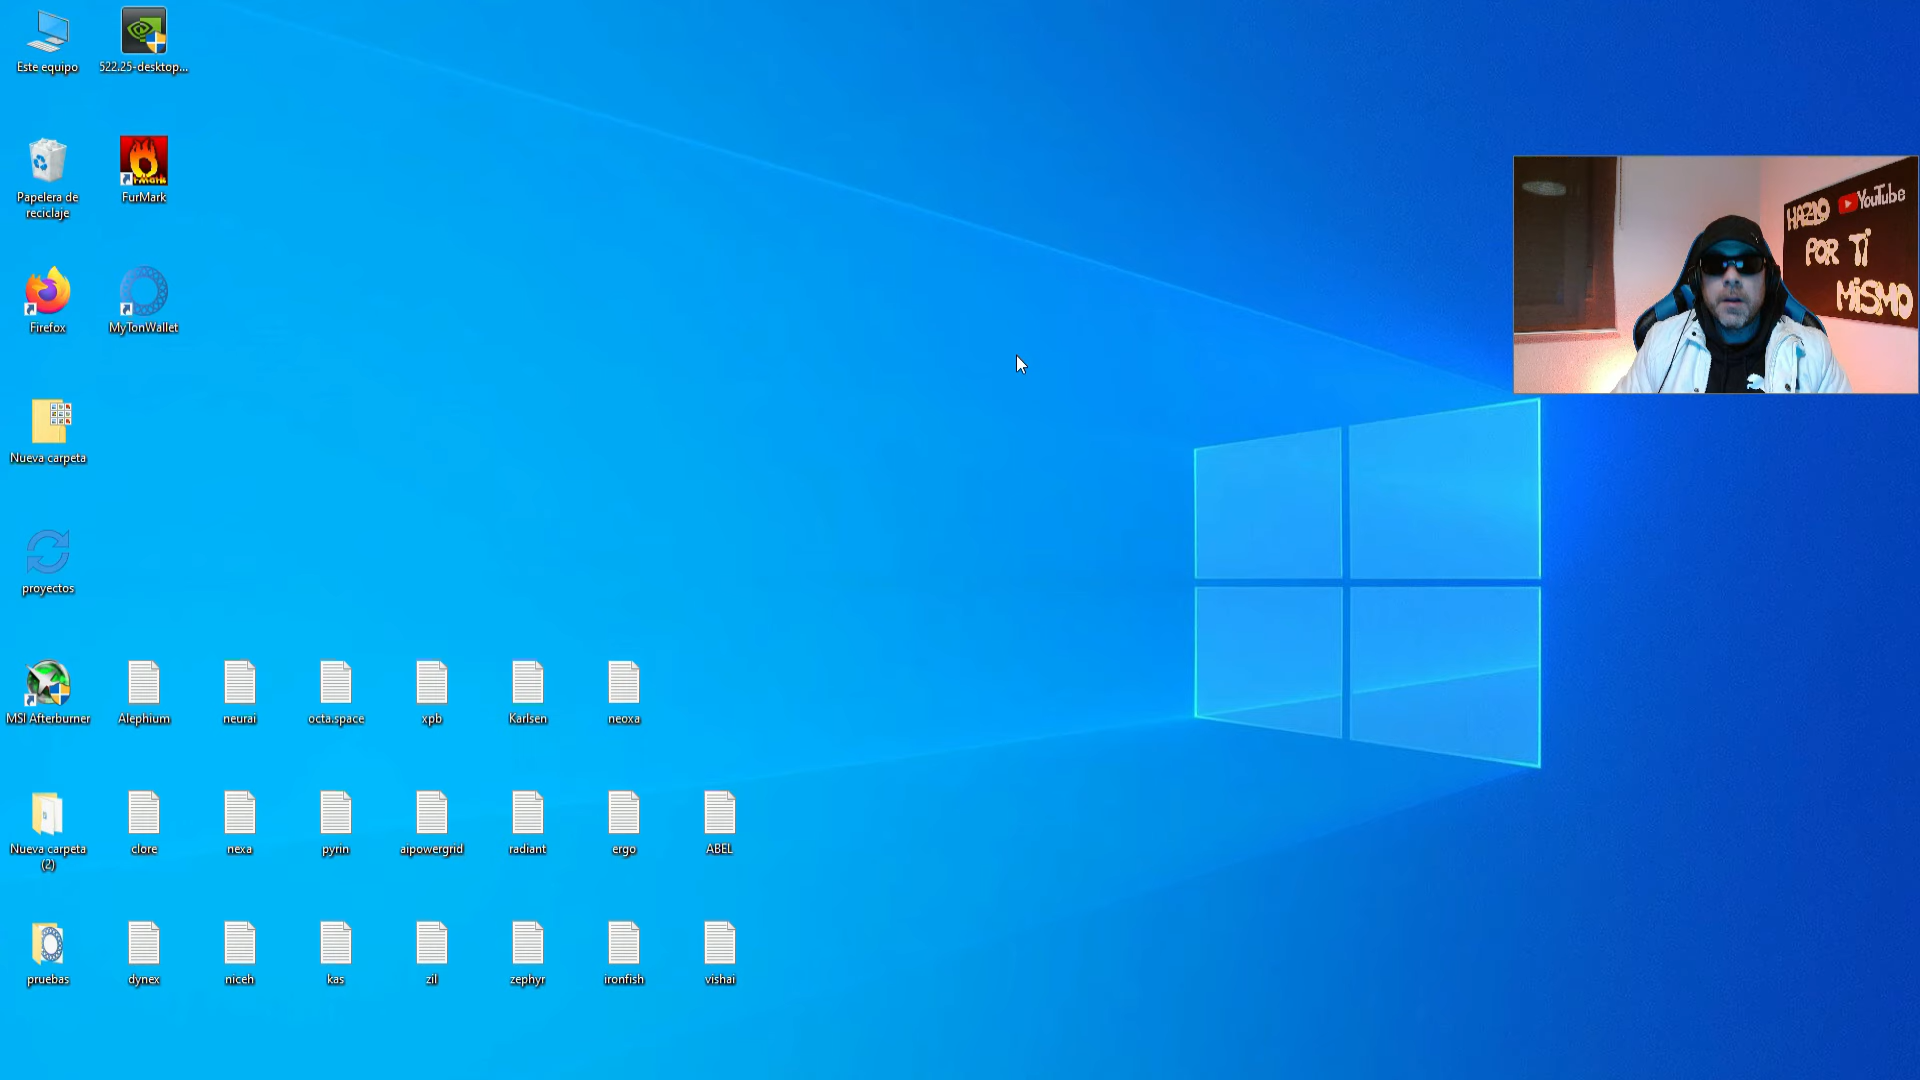 Este equipo
522.25-desktop...
Papelera de
reciclaje
FurMark
Firefox
MyTonWallet
Nueva carpeta
proyectos
MSI Afterburner
Alephium
neurai
octa.space
xpb
Karlsen
neoxa
Nueva carpeta
(2)
clore
nexa
pyrin
aipowergrid
radiant
ergo
ABEL
pruebas
dynex
niceh
kas
zil
zephyr
ironfish
vishai
HAZLO YouTube
POR TI
MISMO